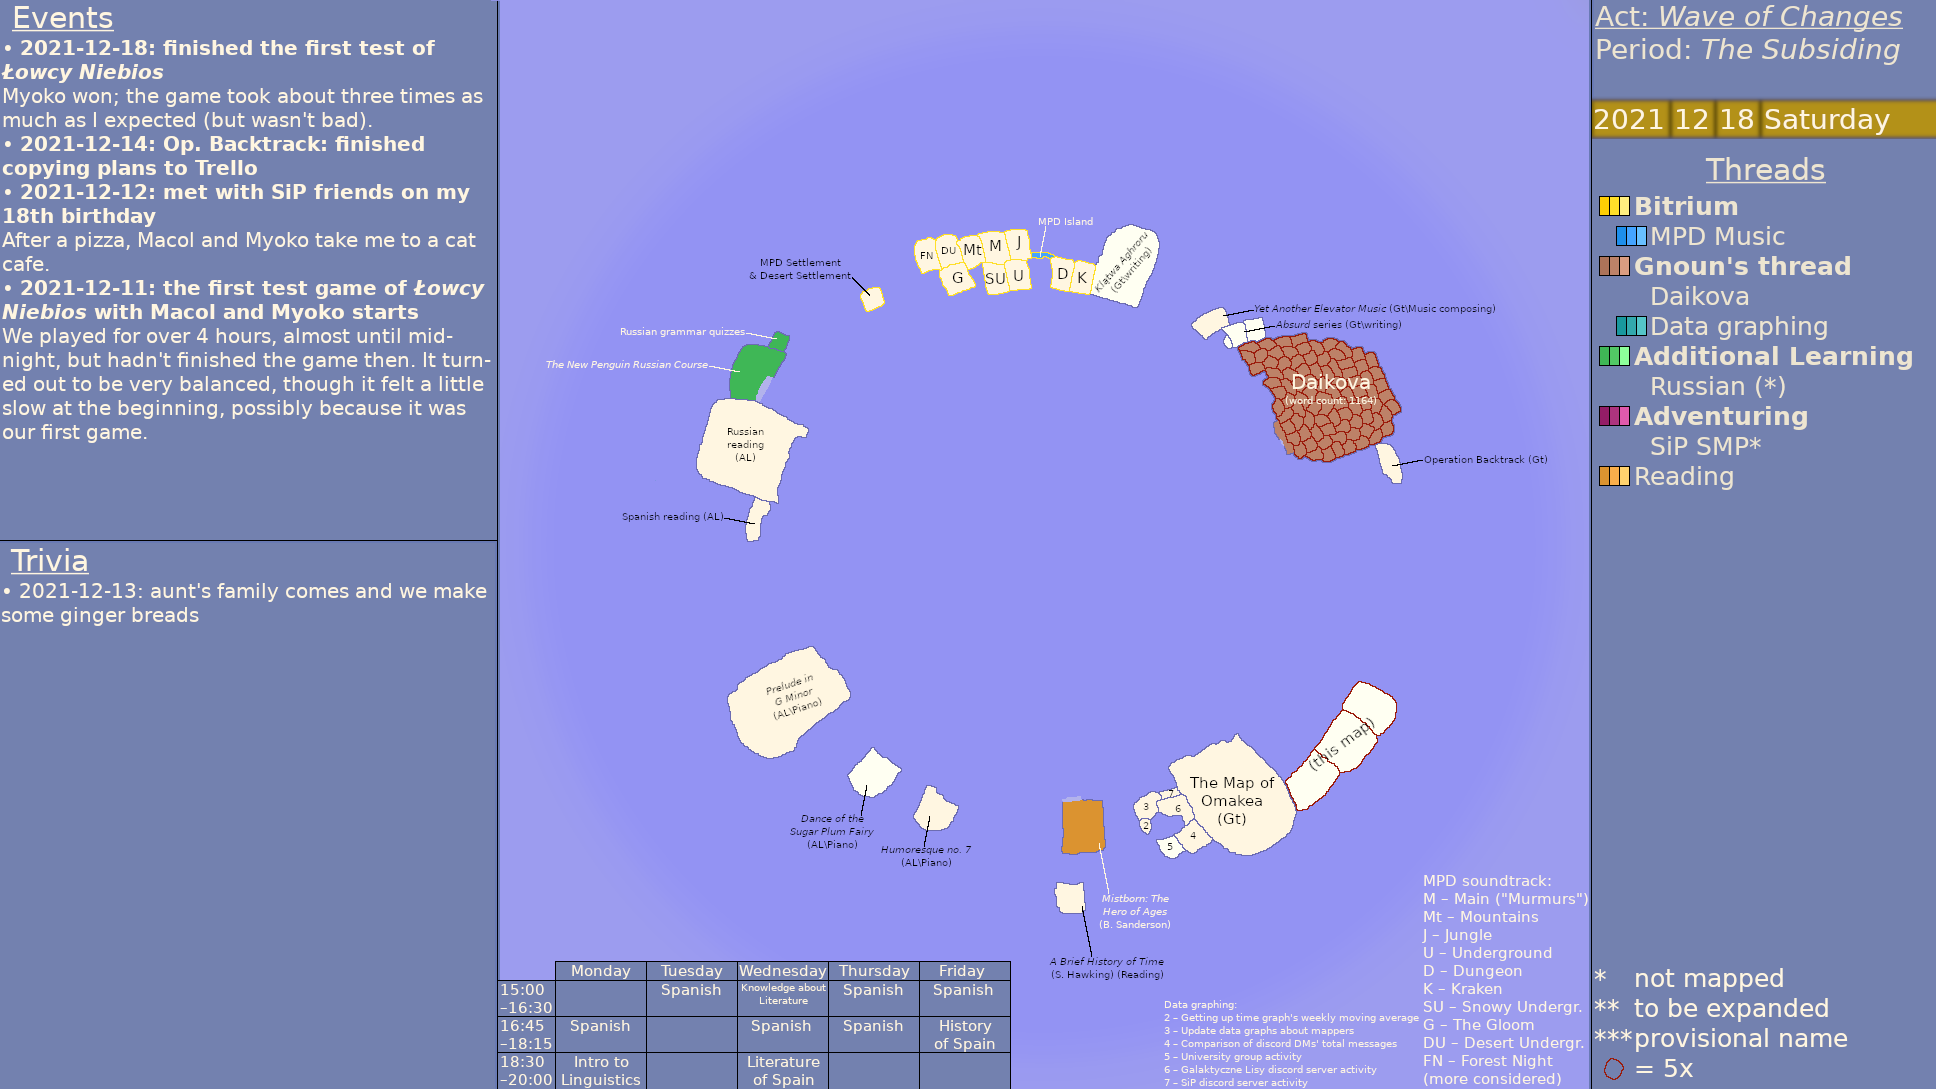 Events
• 2021-12-18: finished the first test of
Łowcy Niebios
Myoko won; the game took about three times as
much as I expected (but wasn't bad).
• 2021-12-14: Op. Backtrack: finished
copying plans to Trello
• 2021-12-12: met with SiP friends on my
18th birthday
After a pizza, Macol and Myoko take me to a cat
cafe.
• 2021-12-11: the first test game of Łowcy
Niebios with Macol and Myoko starts
We played for over 4 hours, almost until mid-
night, but hadn't finished the game then. It turn-
ed out to be very balanced, though it felt a little
slow at the beginning, possibly because it was
our first game.
Trivia
• 2021-12-13: aunt's family comes and we make
some ginger breads
MPD Island
FN
DU
Mt
M
J
G
SU
U
D
K
Klątwa Aghroru
(Gt\writing)
MPD Settlement
& Desert Settlement
Russian grammar quizzes
The New Penguin Russian Course
Russian
reading
(AL)
Spanish reading (AL)
Yet Another Elevator Music (Gt\Music composing)
Absurd series (Gt\writing)
Daikova
(word count: 1164)
Operation Backtrack (Gt)
Prelude in
G Minor
(AL\Piano)
Dance of the
Sugar Plum Fairy
(AL\Piano)
Humoresque no. 7
(AL\Piano)
(this map)
The Map of
Omakea
(Gt)
7
3
6
2
4
5
Mistborn: The
Hero of Ages
(B. Sanderson)
A Brief History of Time
(S. Hawking) (Reading)
Monday Tuesday Wednesday Thursday Friday
15:00
–16:30
Spanish
Knowledge about
Literature
Spanish
Spanish
16:45
–18:15
Spanish
Spanish
Spanish
History
of Spain
18:30
–20:00
Intro to
Linguistics
Literature
of Spain
Data graphing:
2 – Getting up time graph's weekly moving average
3 – Update data graphs about mappers
4 – Comparison of discord DMs' total messages
5 – University group activity
6 – Galaktyczne Lisy discord server activity
7 – SiP discord server activity
MPD soundtrack:
M – Main ("Murmurs")
Mt – Mountains
J – Jungle
U – Underground
D – Dungeon
K – Kraken
SU – Snowy Undergr.
G – The Gloom
DU – Desert Undergr.
FN – Forest Night
(more considered)
Act: Wave of Changes
Period: The Subsiding
2021 12 18 Saturday
Threads
Bitrium
MPD Music
Gnoun's thread
Daikova
Data graphing
Additional Learning
Russian (*)
Adventuring
SiP SMP*
Reading
* not mapped
** to be expanded
*** provisional name
= 5x